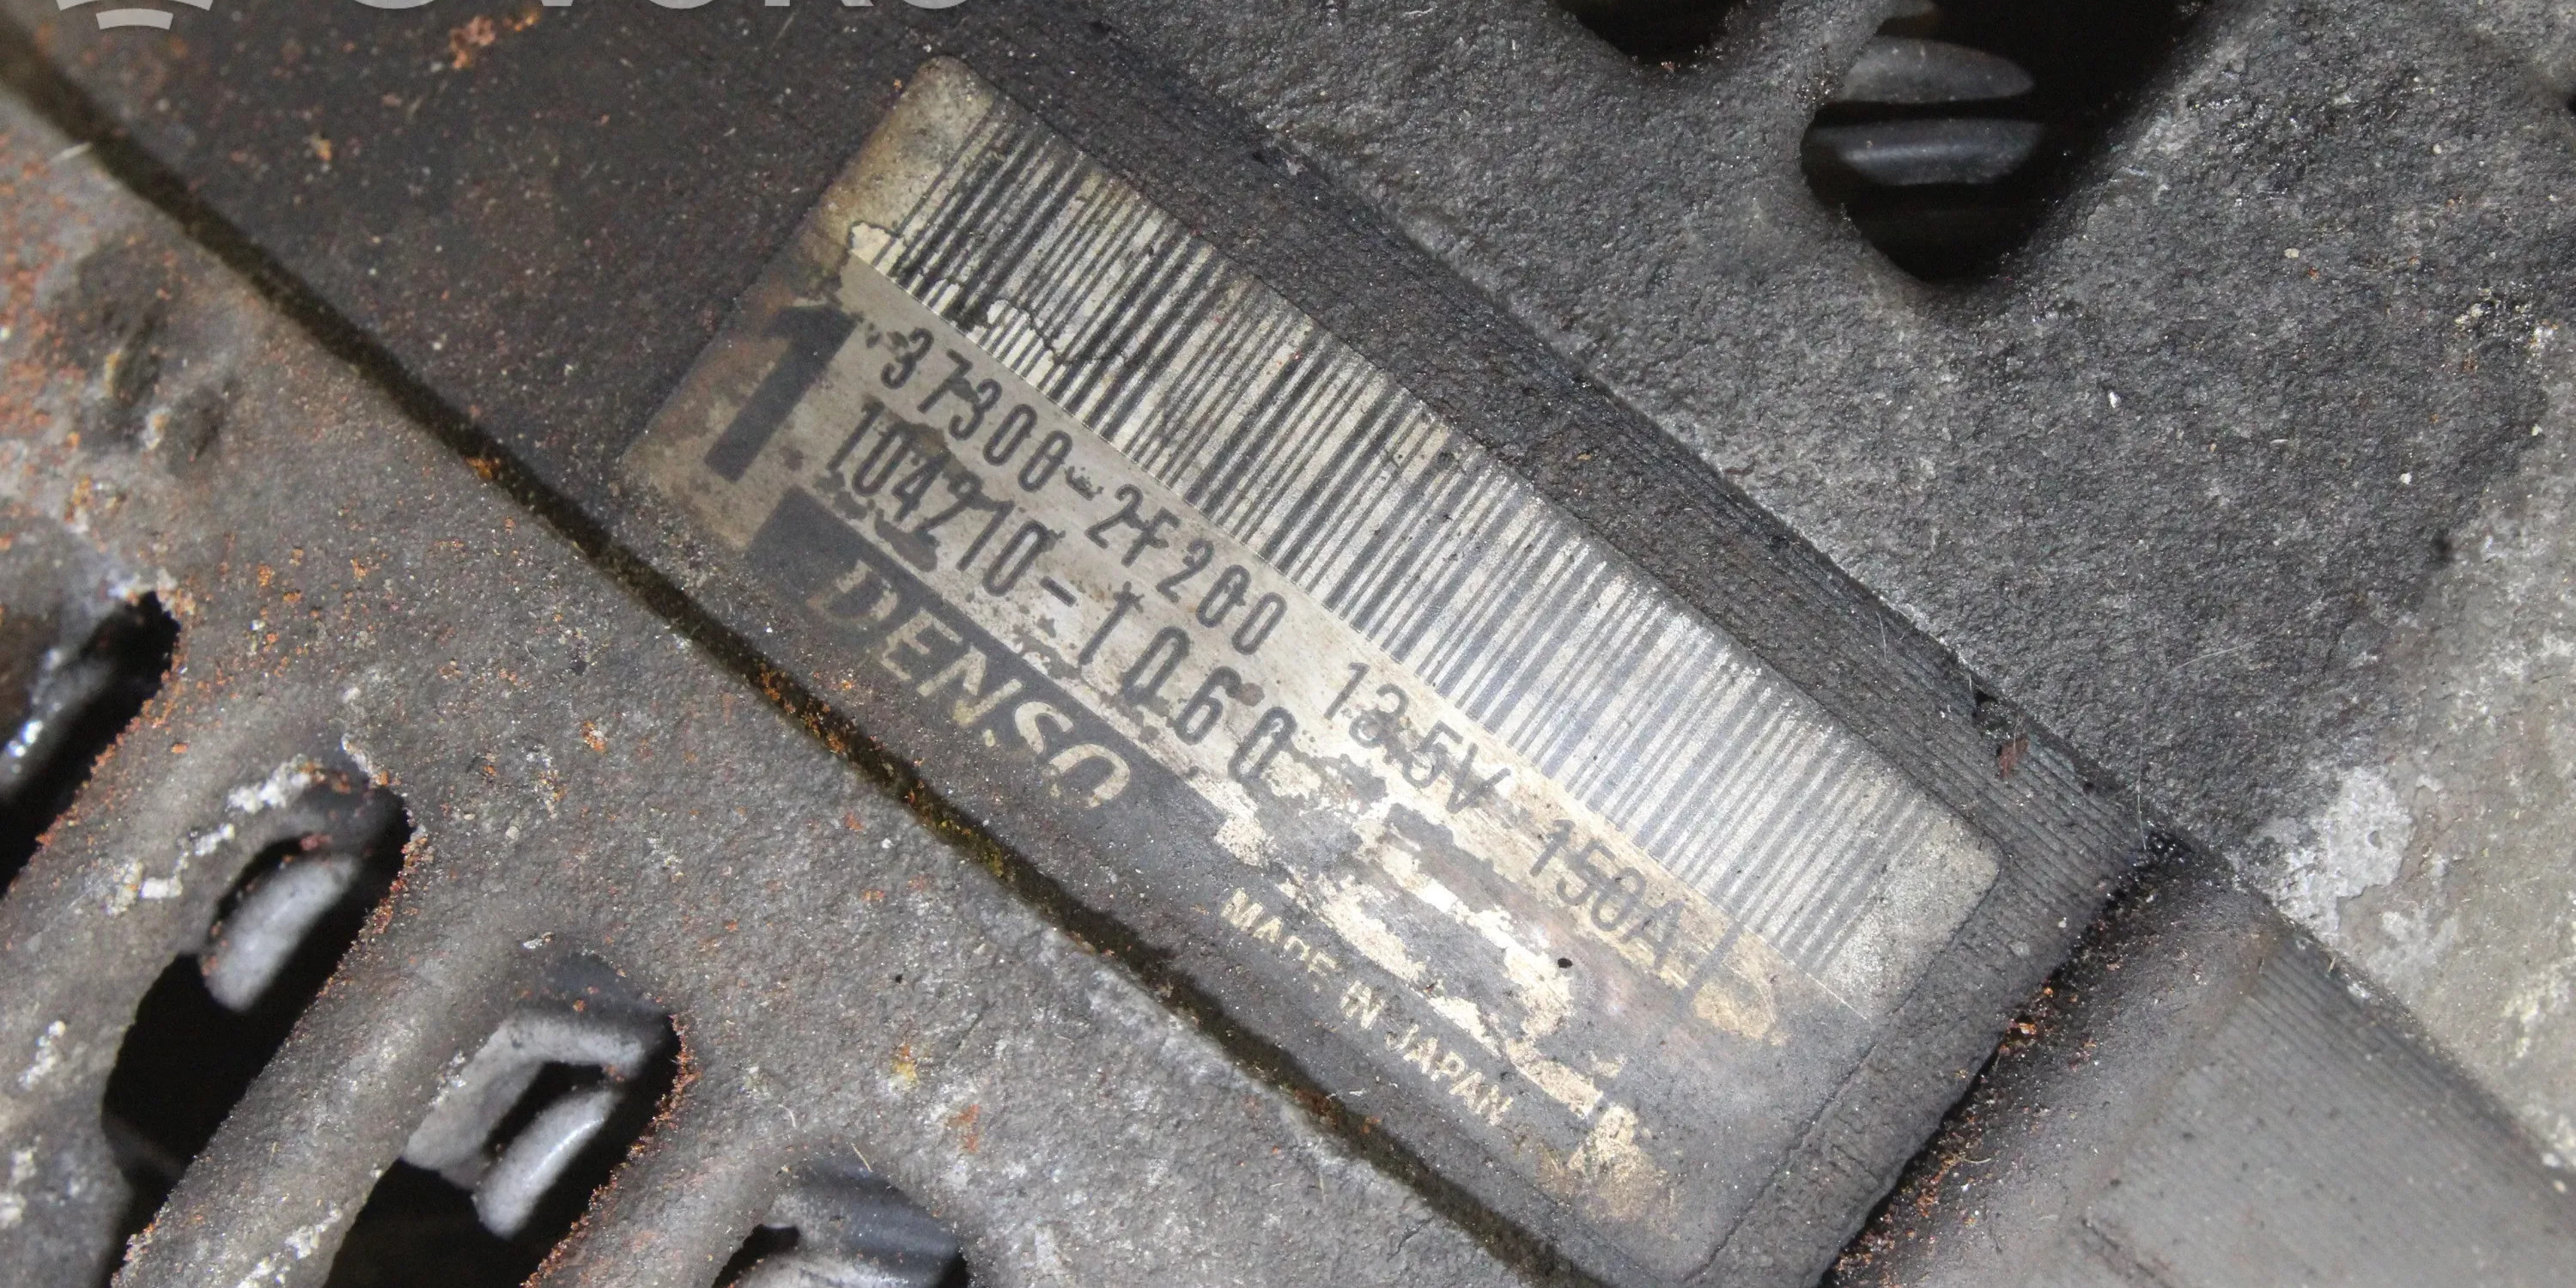 1
37300-2F200 13.5V 150A
104210-1060
DENSO
MADE IN JAPAN